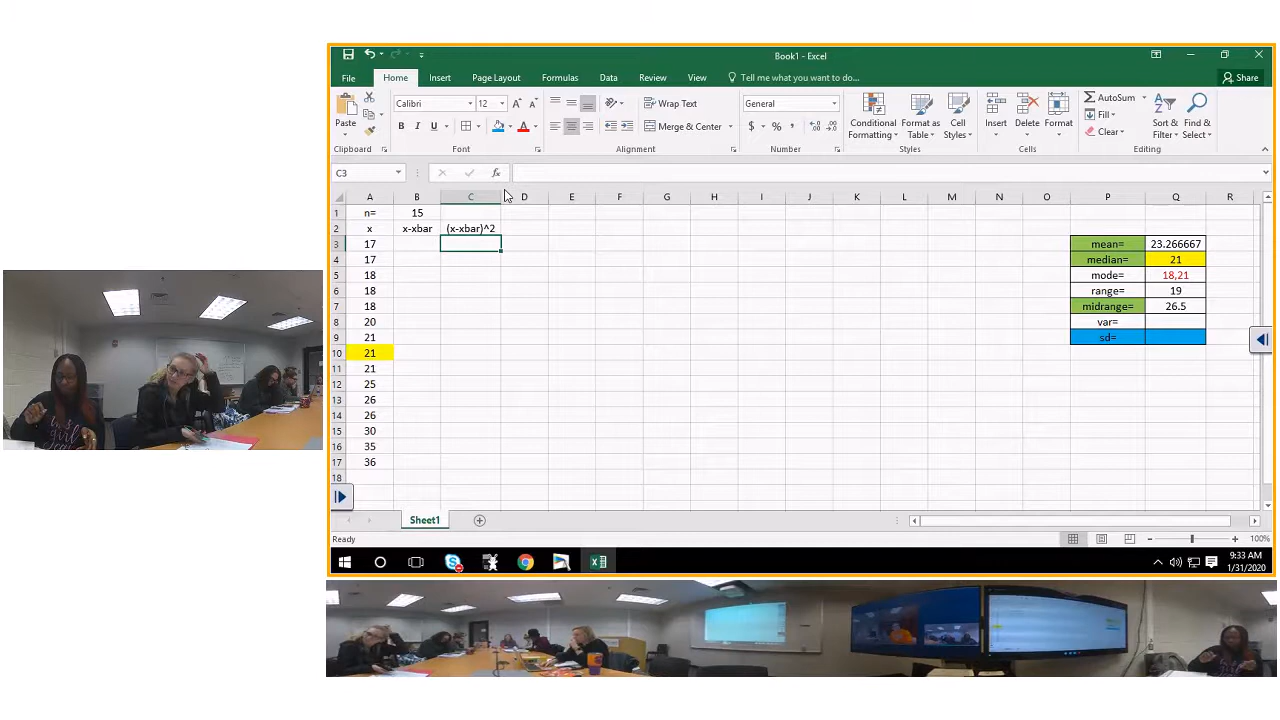 Book1 - Excel
File Home Insert Page Layout Formulas Data Review View Tell me what you want to do... Share
Paste
Clipboard
Calibri 12
B I U
Font
Wrap Text
Merge & Center
Alignment
General
$ % ,
Number
Conditional Formatting
Format as Table
Cell Styles
Styles
Insert Delete Format
Cells
AutoSum
Fill
Clear
Sort & Filter
Find & Select
Editing
C3 fx
A B C D E F G H I J K L M N O P Q R
1 n= 15
2 x x-xbar (x-xbar)^2
3 17 mean= 23.266667
4 17 median= 21
5 18 mode= 18,21
6 18 range= 19
7 18 midrange= 26.5
8 20 var=
9 21 sd=
10 21
11 21
12 25
13 26
14 26
15 30
16 35
17 36
18
Sheet1
Ready 100%
9:33 AM
1/31/2020